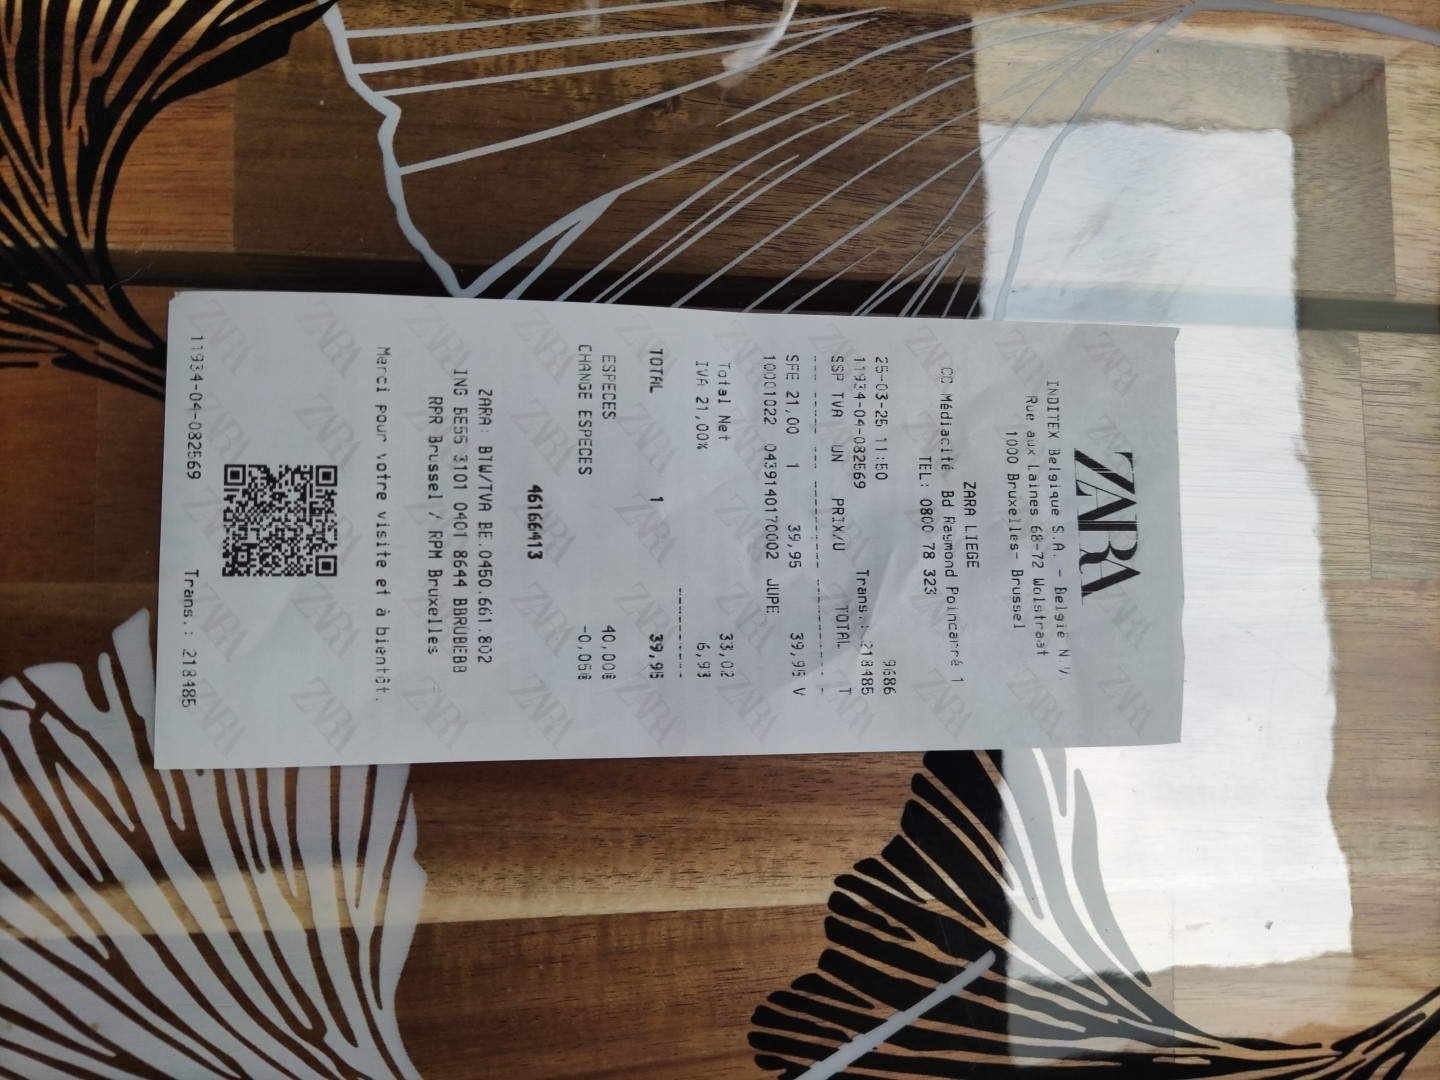 ZARA
INDITEX Belgique S.A. - België N.V.
Rue aux Laines 68-72 Wolstraat
1000 Bruxelles- Brussel
ZARA LIEGE
CC Médiacité Bd Raymond Poincarré 1
TEL: 0800 78 323
25-03-25 11:50 9686
11934-04-082569 Trans.: 218485
SSP TVA UN PRIX/U TOTAL T
SFE 21,00 1 39,95 39,95 V
10001022 0439140170002 JUPE
Total Net 33,02
IVA 21,00% 6,93
TOTAL 1 39,95
ESPECES 40,00€
CHANGE ESPECES -0,05€
46166413
ZARA: BTW/TVA BE.0450.661.802
ING BE55 3101 0401 8644 BBRUBEBB
RPR Brussel / RPM Bruxelles
Merci pour votre visite et à bientôt.
11934-04-082569 Trans.: 218485